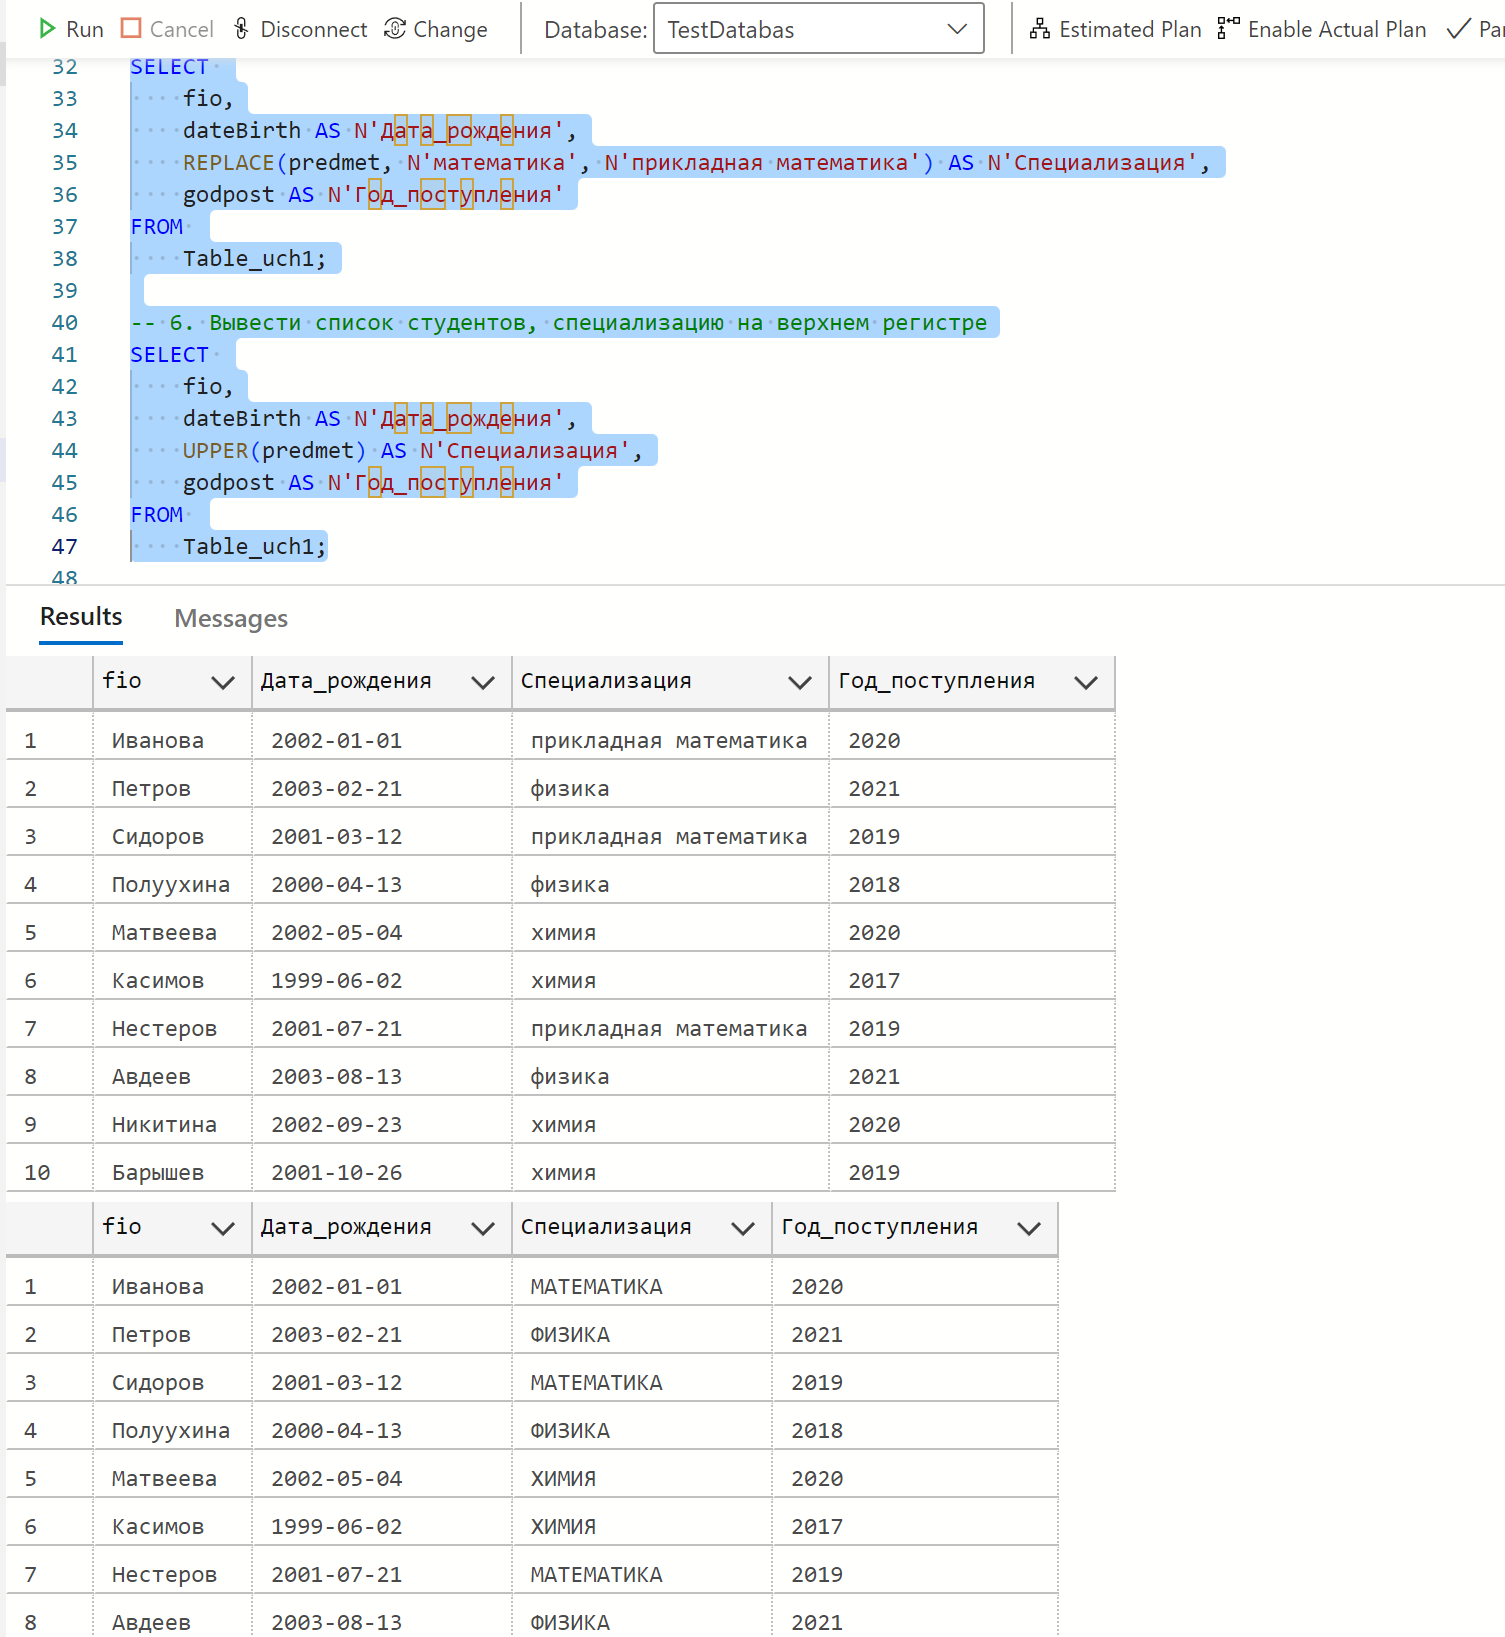 Run Cancel Disconnect Change Database: TestDatabas Estimated Plan Enable Actual Plan
32 SELECT
33 fio,
34 dateBirth AS N'Дата_рождения',
35 REPLACE(predmet, N'математика', N'прикладная математика') AS N'Специализация',
36 godpost AS N'Год_поступления'
37 FROM
38 Table_uch1;
39
40 -- 6. Вывести список студентов, специализацию на верхнем регистре
41 SELECT
42 fio,
43 dateBirth AS N'Дата_рождения',
44 UPPER(predmet) AS N'Специализация',
45 godpost AS N'Год_поступления'
46 FROM
47 Table_uch1;
48
Results Messages
fio Дата_рождения Специализация Год_поступления
1 Иванова 2002-01-01 прикладная математика 2020
2 Петров 2003-02-21 физика 2021
3 Сидоров 2001-03-12 прикладная математика 2019
4 Полуухина 2000-04-13 физика 2018
5 Матвеева 2002-05-04 химия 2020
6 Касимов 1999-06-02 химия 2017
7 Нестеров 2001-07-21 прикладная математика 2019
8 Авдеев 2003-08-13 физика 2021
9 Никитина 2002-09-23 химия 2020
10 Барышев 2001-10-26 химия 2019
fio Дата_рождения Специализация Год_поступления
1 Иванова 2002-01-01 МАТЕМАТИКА 2020
2 Петров 2003-02-21 ФИЗИКА 2021
3 Сидоров 2001-03-12 МАТЕМАТИКА 2019
4 Полуухина 2000-04-13 ФИЗИКА 2018
5 Матвеева 2002-05-04 ХИМИЯ 2020
6 Касимов 1999-06-02 ХИМИЯ 2017
7 Нестеров 2001-07-21 МАТЕМАТИКА 2019
8 Авдеев 2003-08-13 ФИЗИКА 2021